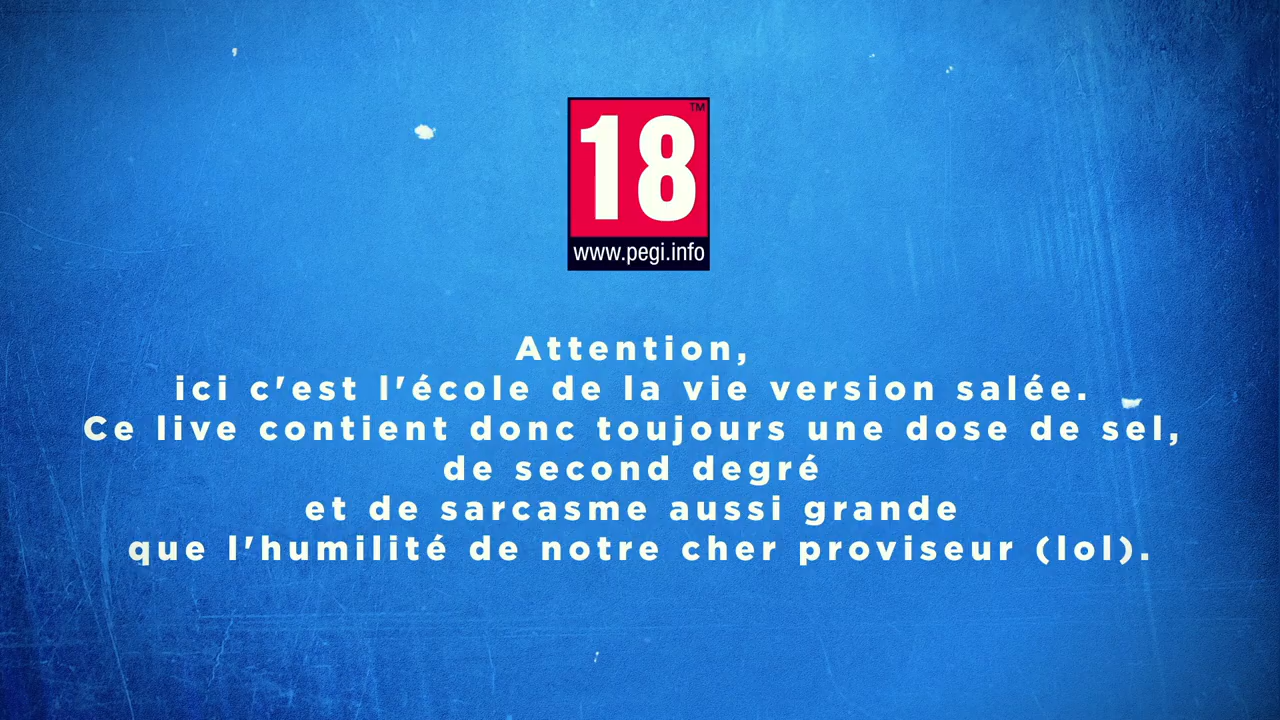 TM
18
www.pegi.info
Attention,
ici c'est l'école de la vie version salée.
Ce live contient donc toujours une dose de sel,
de second degré
et de sarcasme aussi grande
que l'humilité de notre cher proviseur (lol).